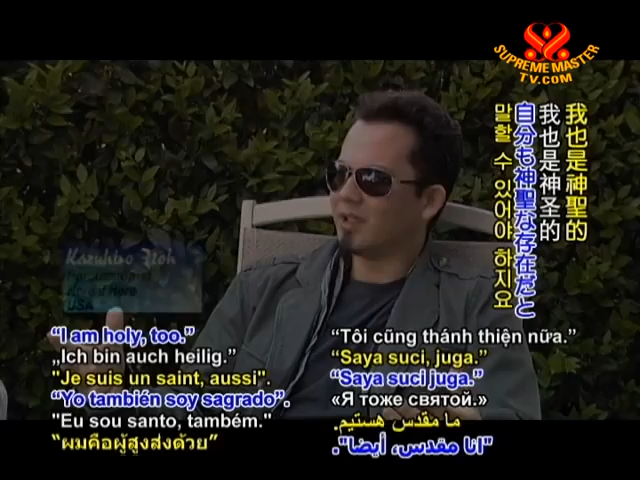 SUPREME MASTER
TV.COM
我也是神聖的
我也是神圣的
自分も神聖な存在だと
말할 수 있어야 하지요
Kazuhiro Itoh
USA
“I am holy, too.”
„Ich bin auch heilig.”
"Je suis un saint, aussi".
“Yo también soy sagrado”.
"Eu sou santo, também."
“ผมคือผู้สูงส่งด้วย”
“Tôi cũng thánh thiện nữa.”
“Saya suci, juga.”
“Saya suci juga.”
«Я тоже святой.»
ما مقدس هستیم.
"انا مقدس، أيضا".